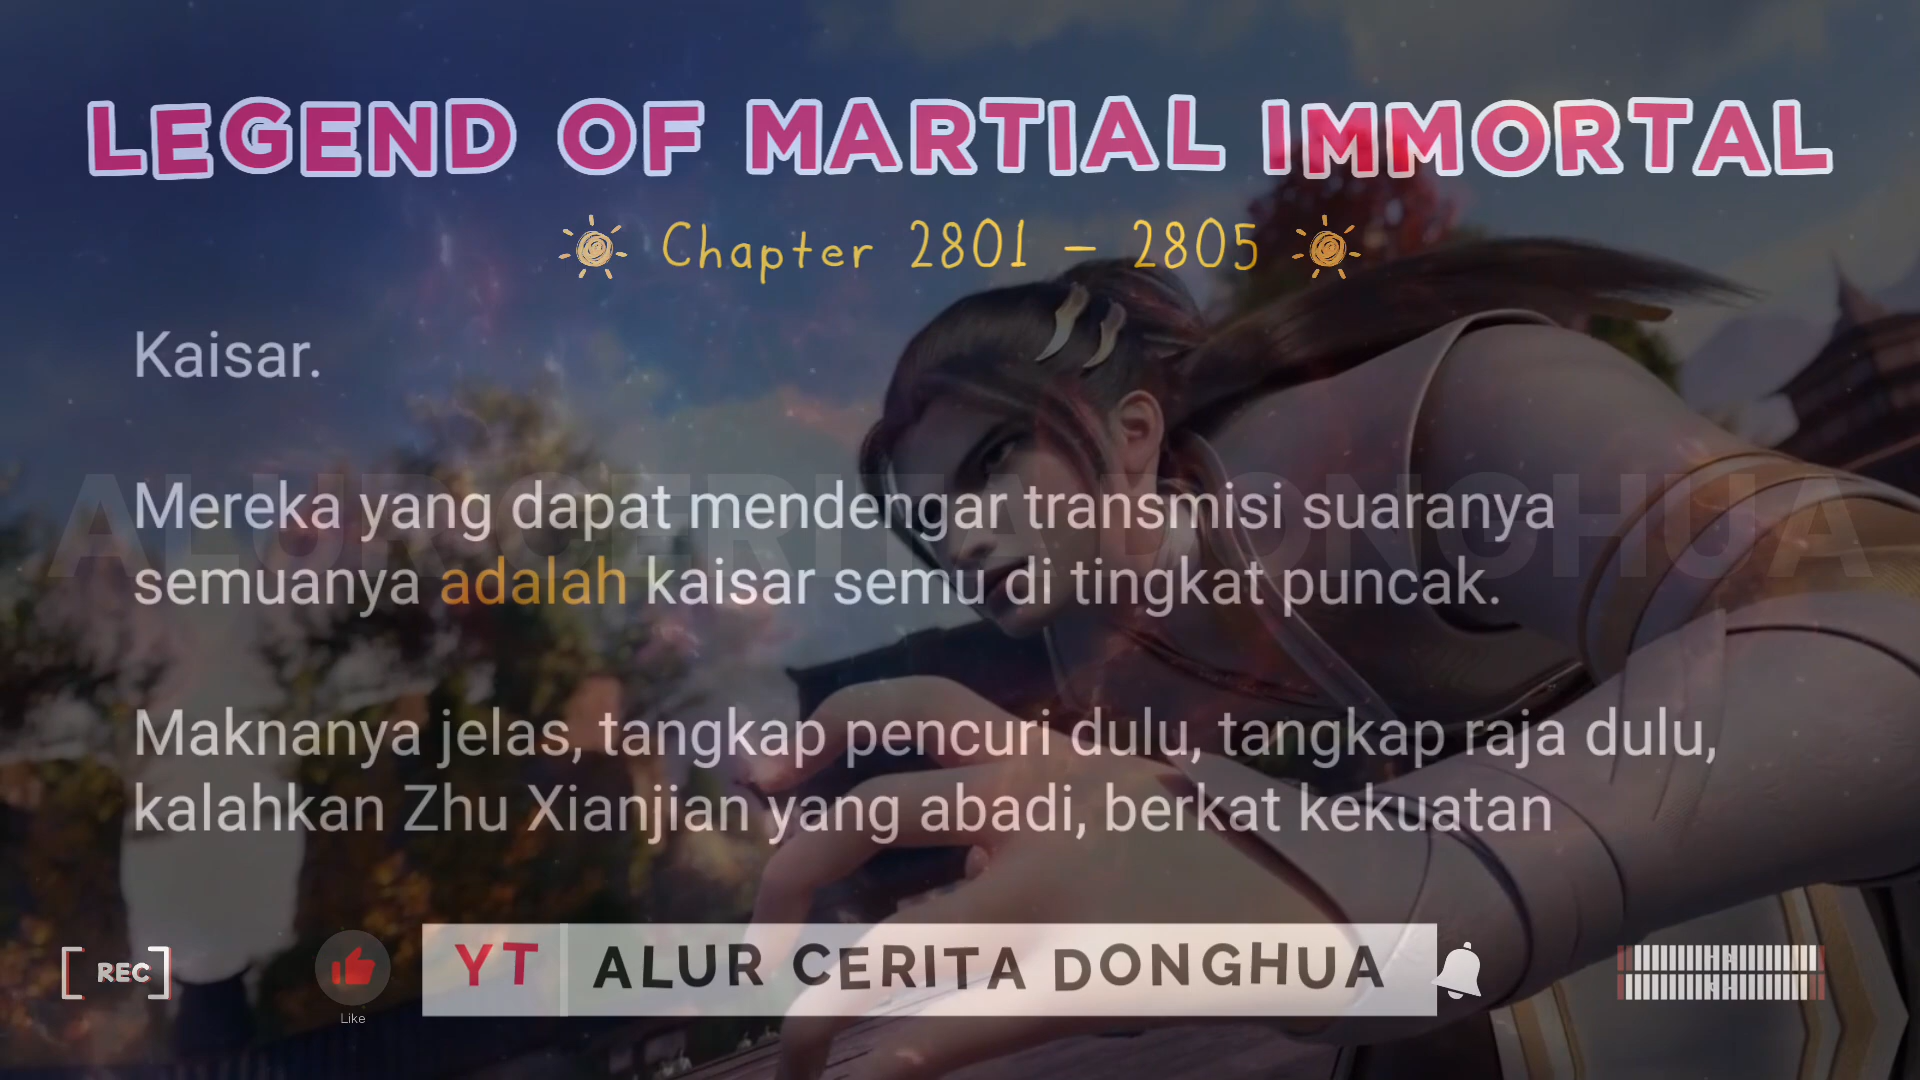 LEGEND OF MARTIAL IMMORTAL
Chapter 2801 – 2805
Kaisar.
ALUR CERITA DONGHUA
Mereka yang dapat mendengar transmisi suaranya
semuanya adalah kaisar semu di tingkat puncak.
Maknanya jelas, tangkap pencuri dulu, tangkap raja dulu,
kalahkan Zhu Xianjian yang abadi, berkat kekuatan
REC
YT ALUR CERITA DONGHUA
Like